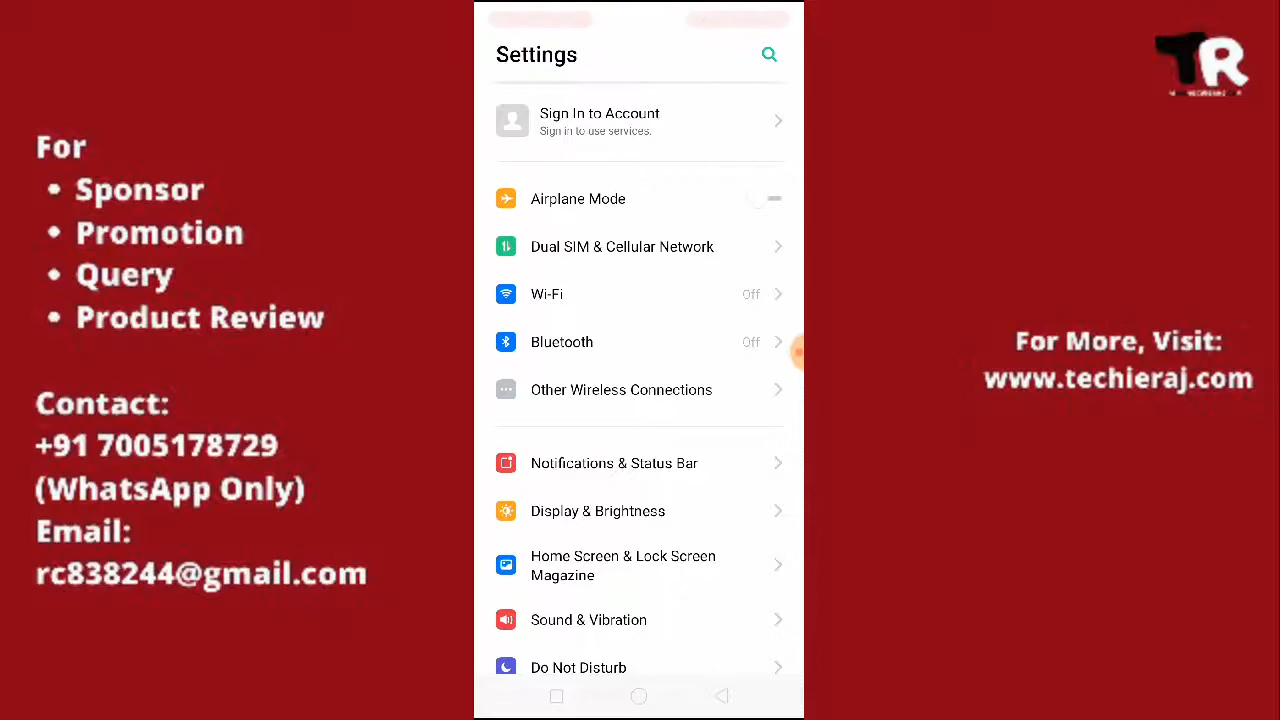 For
Sponsor
Promotion
Query
Product Review
Contact:
+91 7005178729
(WhatsApp Only)
Email:
rc838244@gmail.com
Settings
Sign In to Account
Sign in to use services.
Airplane Mode
Dual SIM & Cellular Network
Wi-Fi Off
Bluetooth Off
Other Wireless Connections
Notifications & Status Bar
Display & Brightness
Home Screen & Lock Screen
Magazine
Sound & Vibration
Do Not Disturb
TR
For More, Visit:
www.techieraj.com